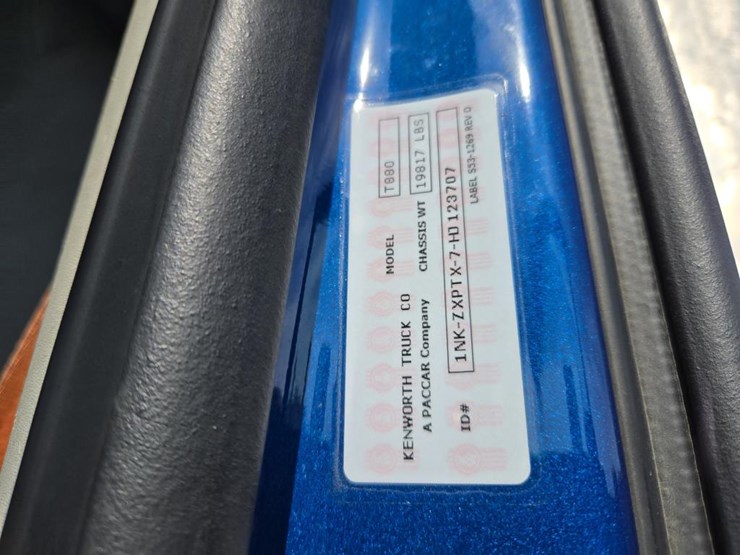 KENWORTH TRUCK CO MODEL T880
A PACCAR Company CHASSIS WT 19817 LBS
ID# 1NK-ZXPTX-7-HD123707
LABEL S53-1269 REV 0